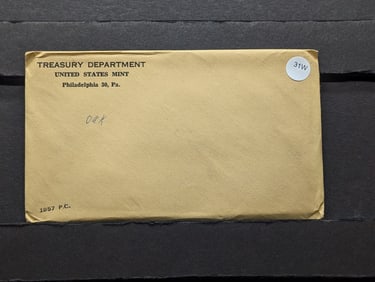 TREASURY DEPARTMENT
UNITED STATES MINT
Philadelphia 30, Pa.
31W
1957 P.C.